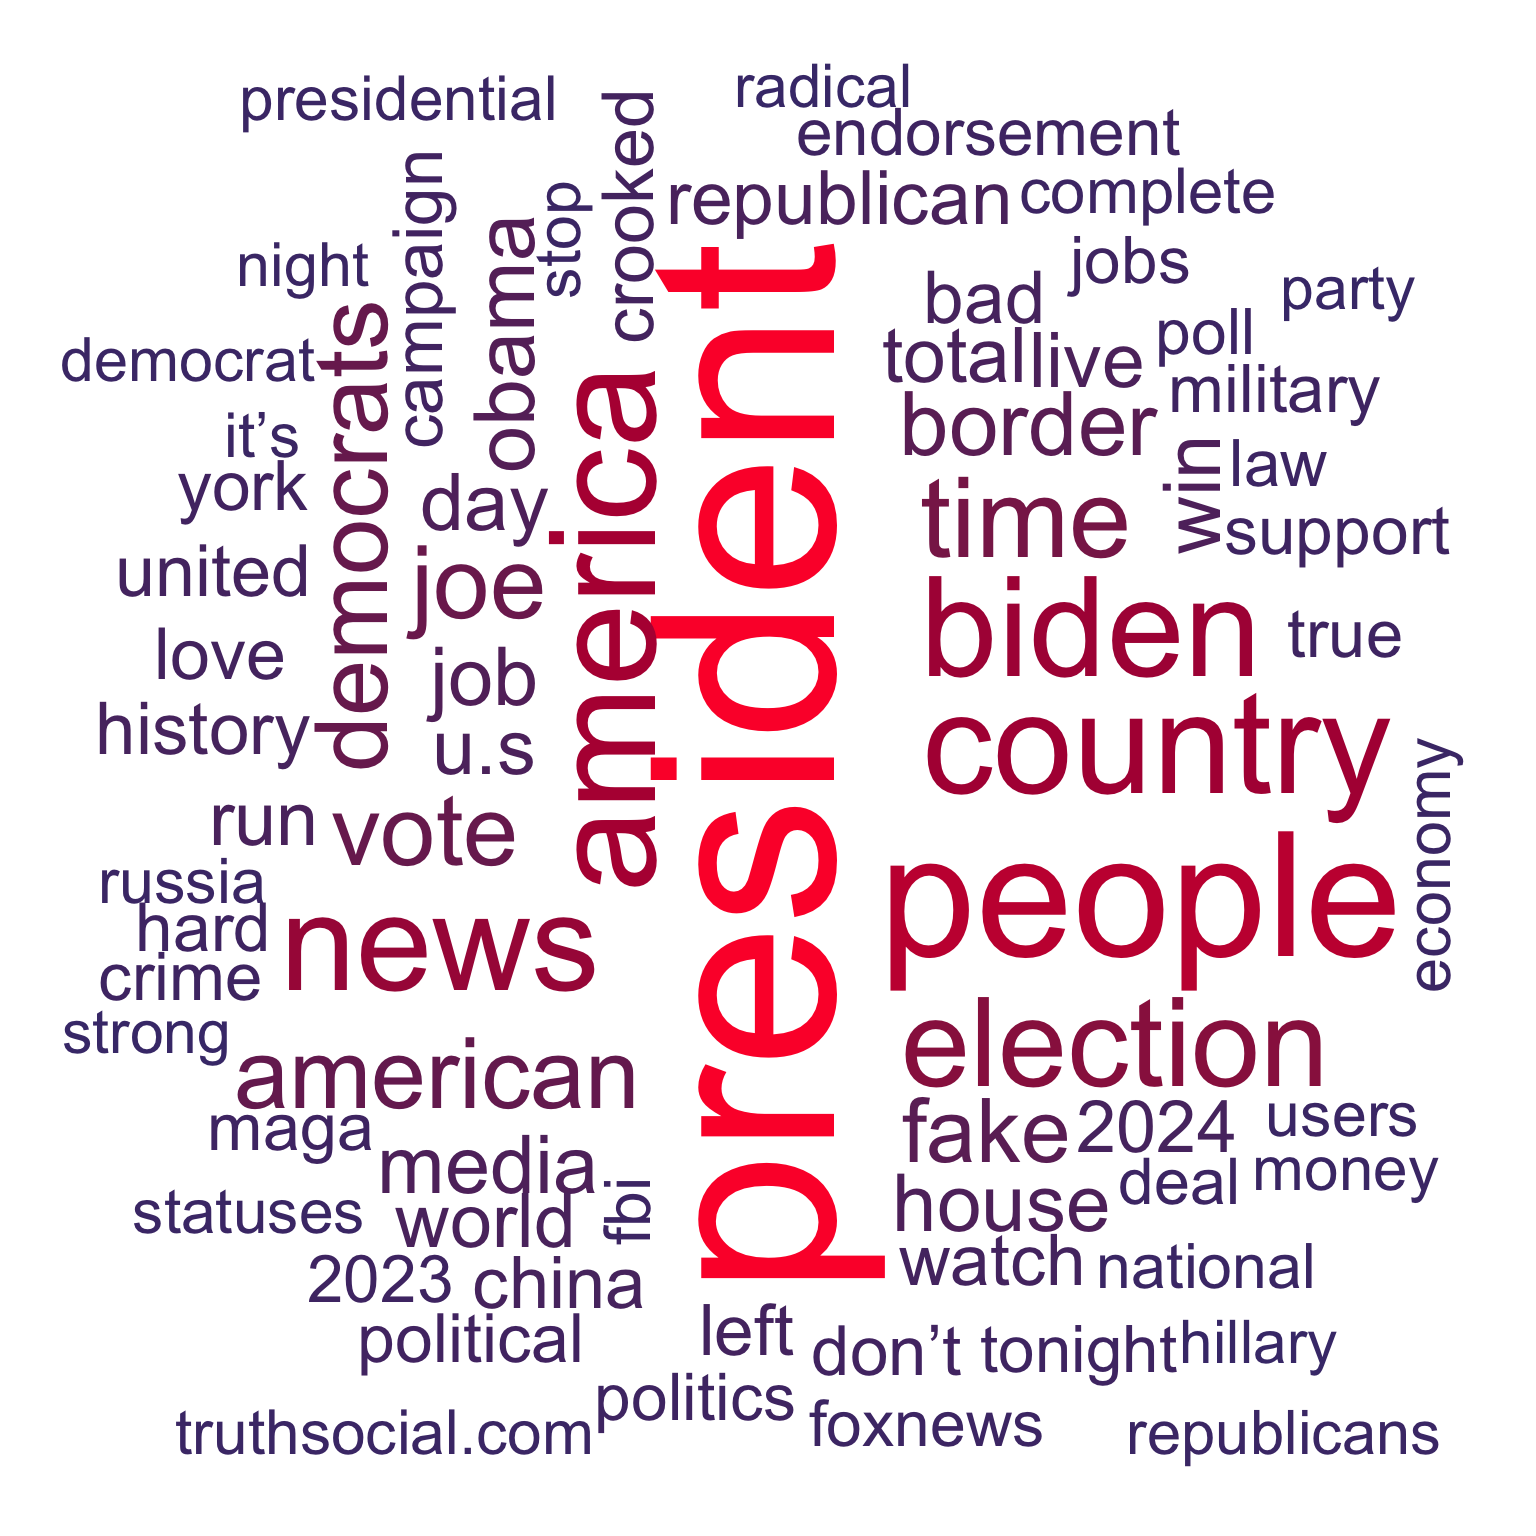 presidential
radical
endorsement
crooked
republican
complete
campaign
stop
obama
night
jobs
bad
party
democrats
democrat
total
live
poll
military
president
america
it's
border
york
day
time
win
law
support
united
joe
biden
true
love
job
history
u.s
country
economy
run
vote
people
russia
hard
news
crime
strong
american
election
maga
fake
2024
users
media
statuses
world
fbi
house
deal
money
2023
china
watch
national
political
left
don’t
tonight
hillary
politics
truthsocial.com
foxnews
republicans